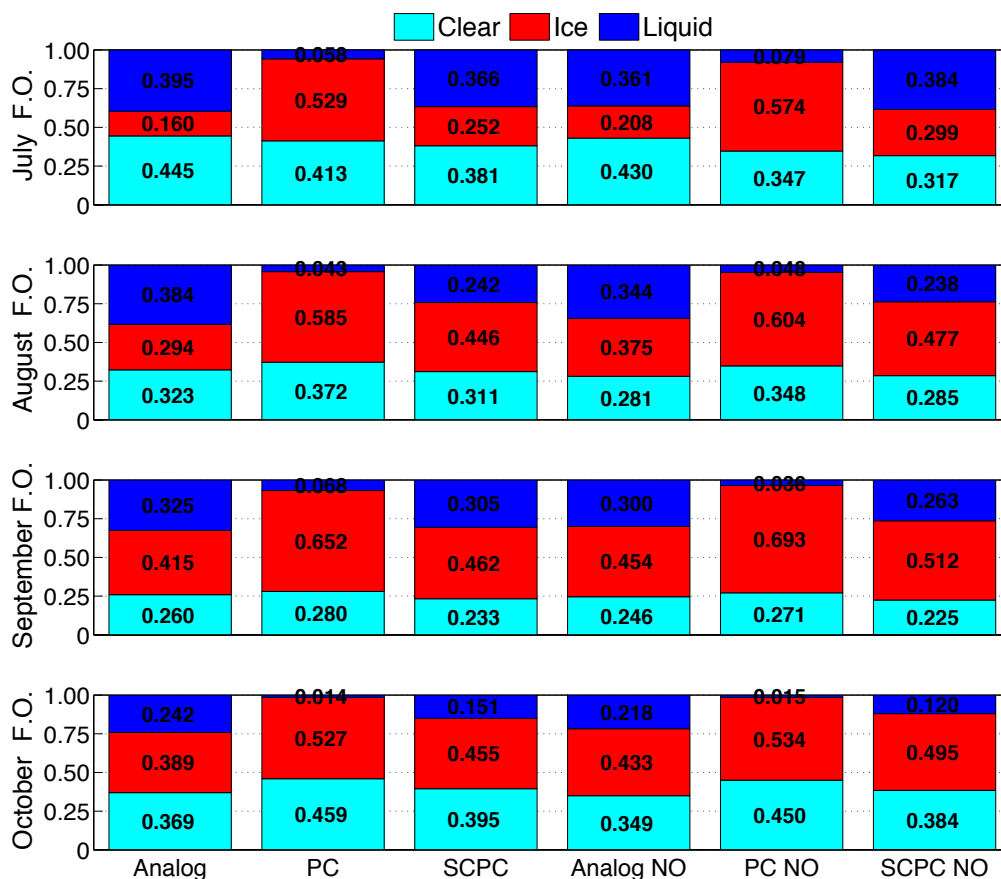 Clear Ice Liquid
July F.O.
1.00
0.75
0.50
0.25
0
0.395 0.058 0.366 0.361 0.079 0.384
0.160 0.529 0.252 0.208 0.574 0.299
0.445 0.413 0.381 0.430 0.347 0.317
August F.O.
1.00
0.75
0.50
0.25
0
0.384 0.043 0.242 0.344 0.048 0.238
0.294 0.585 0.446 0.375 0.604 0.477
0.323 0.372 0.311 0.281 0.348 0.285
September F.O.
1.00
0.75
0.50
0.25
0
0.325 0.068 0.305 0.300 0.036 0.263
0.415 0.652 0.462 0.454 0.693 0.512
0.260 0.280 0.233 0.246 0.271 0.225
October F.O.
1.00
0.75
0.50
0.25
0
0.242 0.014 0.151 0.218 0.015 0.120
0.389 0.527 0.455 0.433 0.534 0.495
0.369 0.459 0.395 0.349 0.450 0.384
Analog PC SCPC Analog NO PC NO SCPC NO